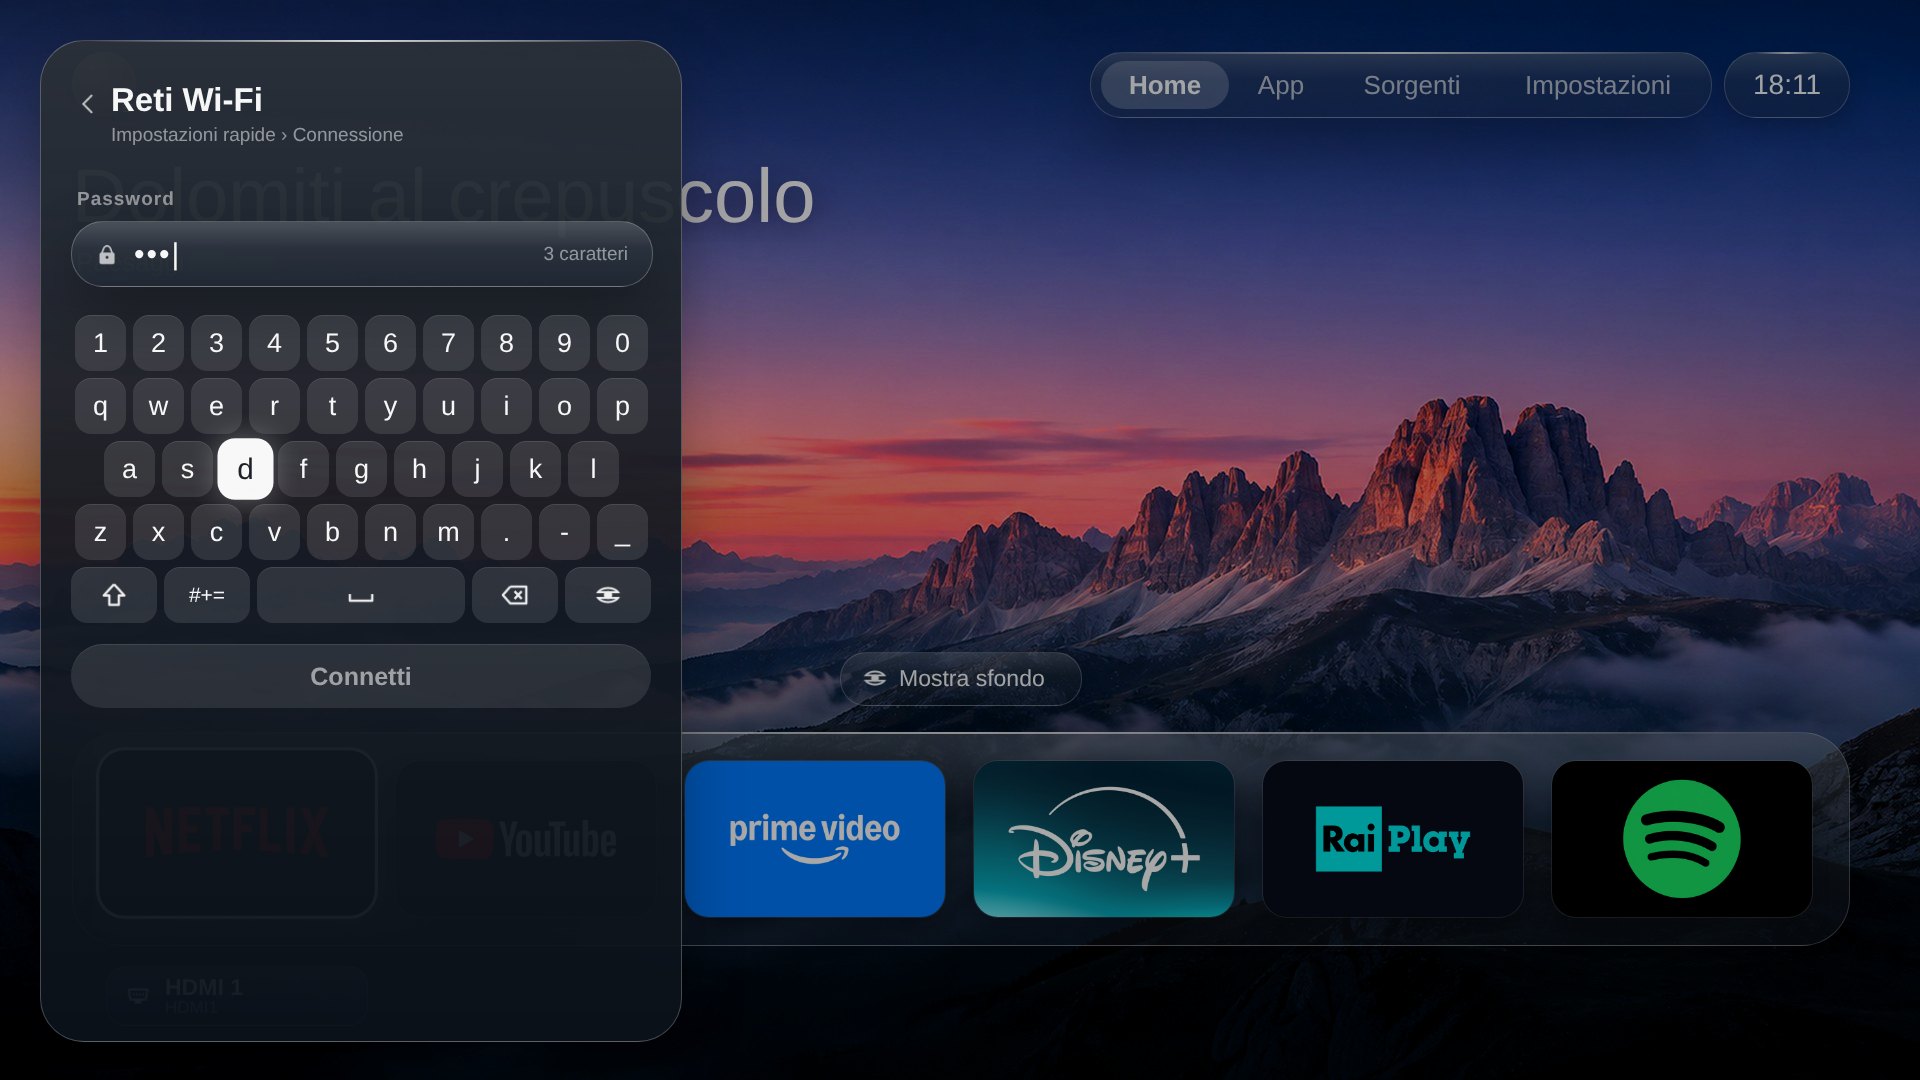 Reti Wi-Fi
Impostazioni rapide › Connessione
Home App Sorgenti Impostazioni
18:11
Dolomiti al crepuscolo
Password
•••
3 caratteri
1 2 3 4 5 6 7 8 9 0
q w e r t y u i o p
a s d f g h j k l
z x c v b n m . - _
#+=
Connetti
Mostra sfondo
NETFLIX
YouTube
prime video
Disney+
Rai Play
HDMI 1
HDMI1